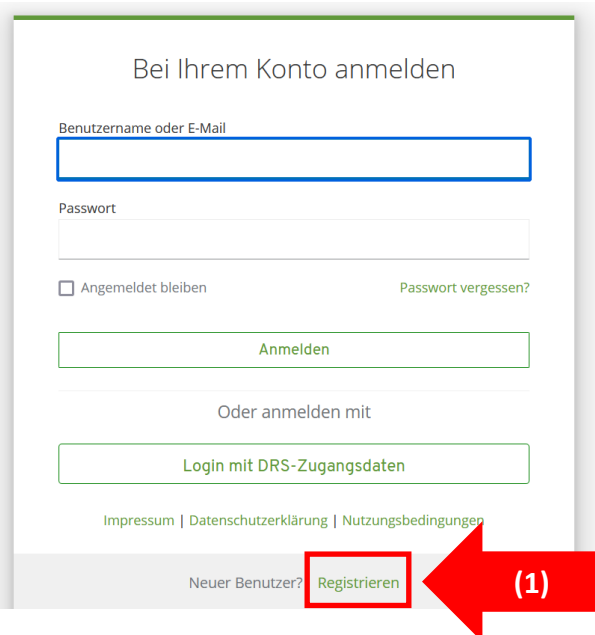 Bei Ihrem Konto anmelden
Benutzername oder E-Mail
Passwort
Angemeldet bleiben Passwort vergessen?
Anmelden
Oder anmelden mit
Login mit DRS-Zugangsdaten
Impressum | Datenschutzerklärung | Nutzungsbedingungen
Neuer Benutzer? Registrieren (1)